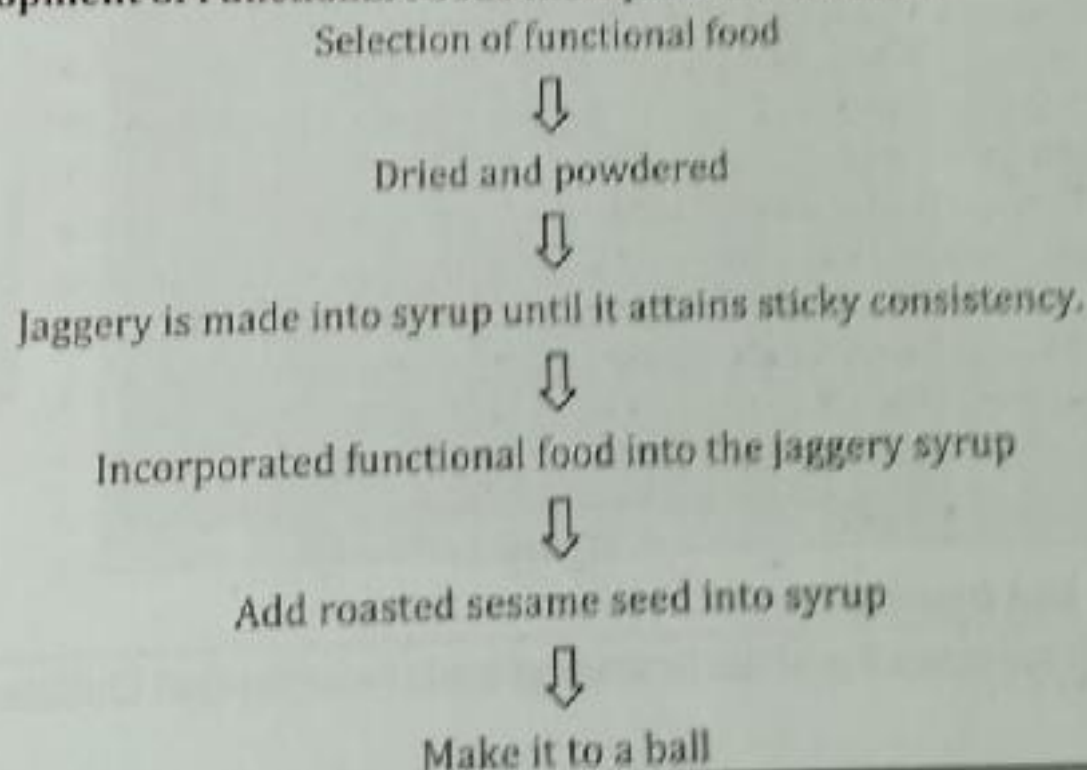 Selection of functional food
Dried and powdered
Jaggery is made into syrup until it attains sticky consistency.
Incorporated functional food into the jaggery syrup
Add roasted sesame seed into syrup
Make it to a ball